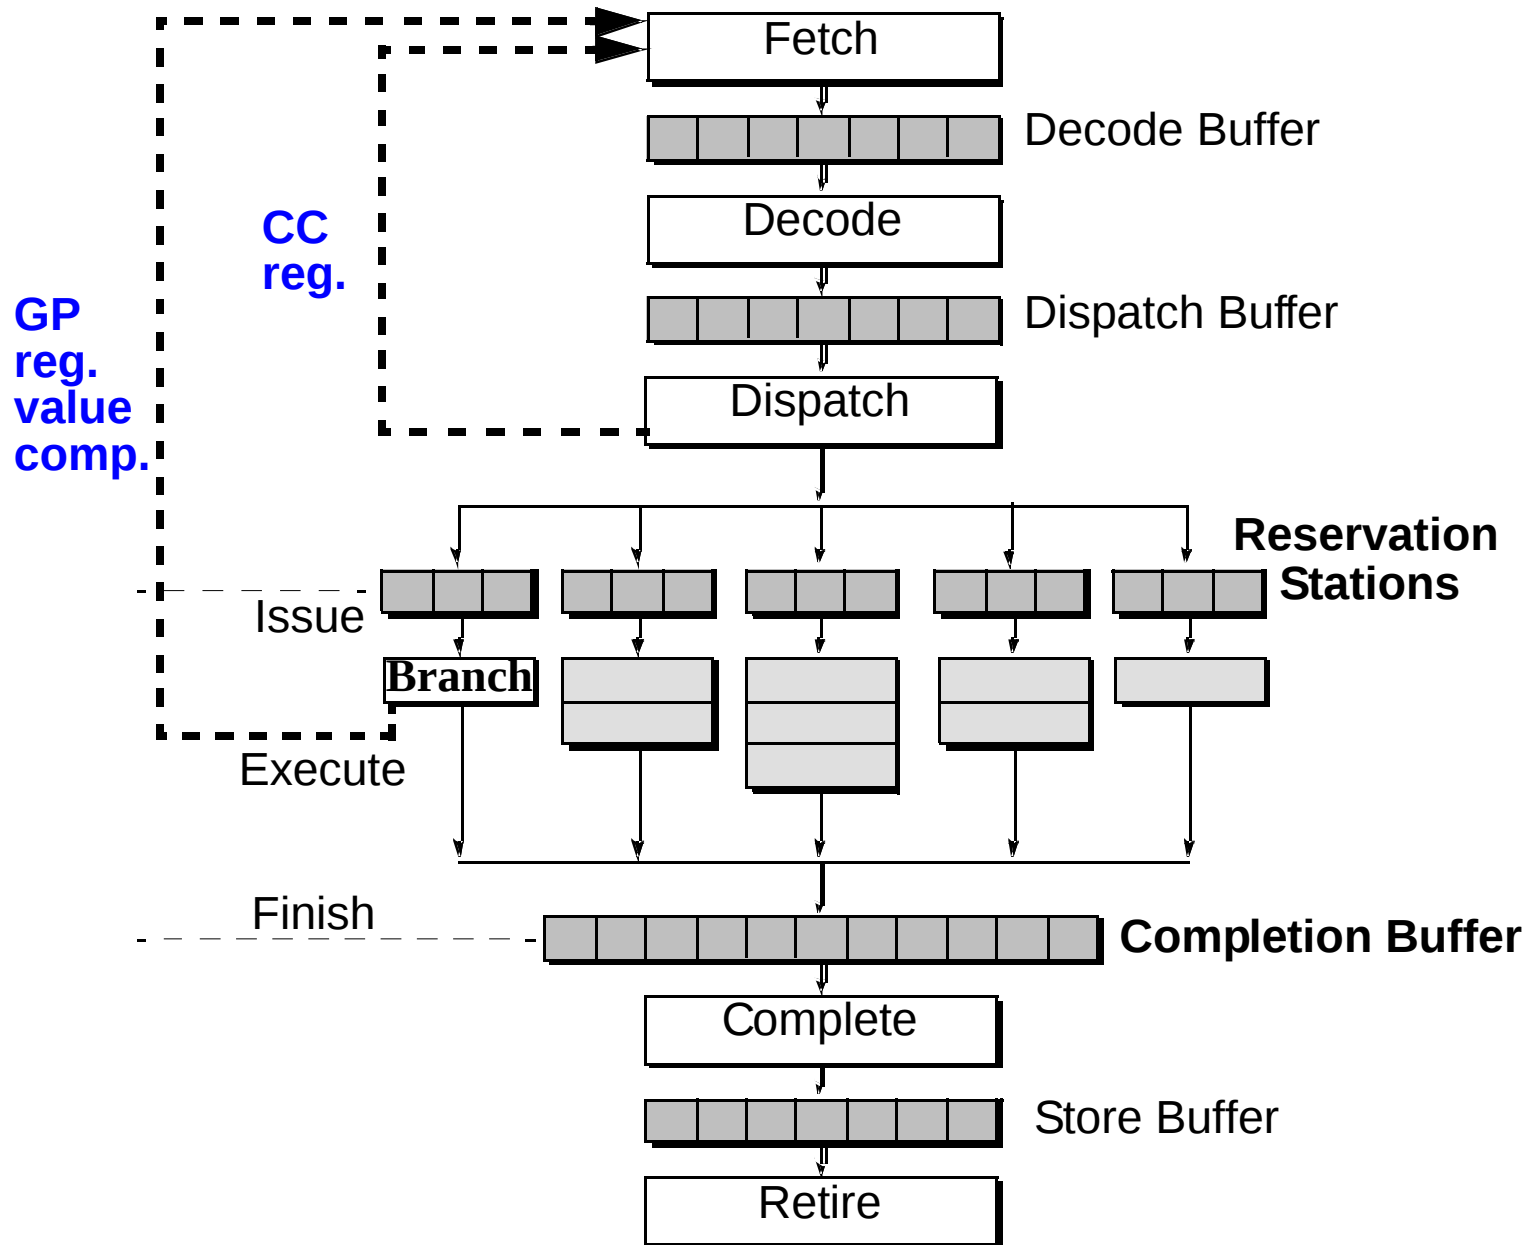 Fetch
Decode Buffer
Decode
CC
reg.
Dispatch Buffer
GP
reg.
value
comp.
Dispatch
Reservation
Stations
Issue
Branch
Execute
Finish
Completion Buffer
Complete
Store Buffer
Retire